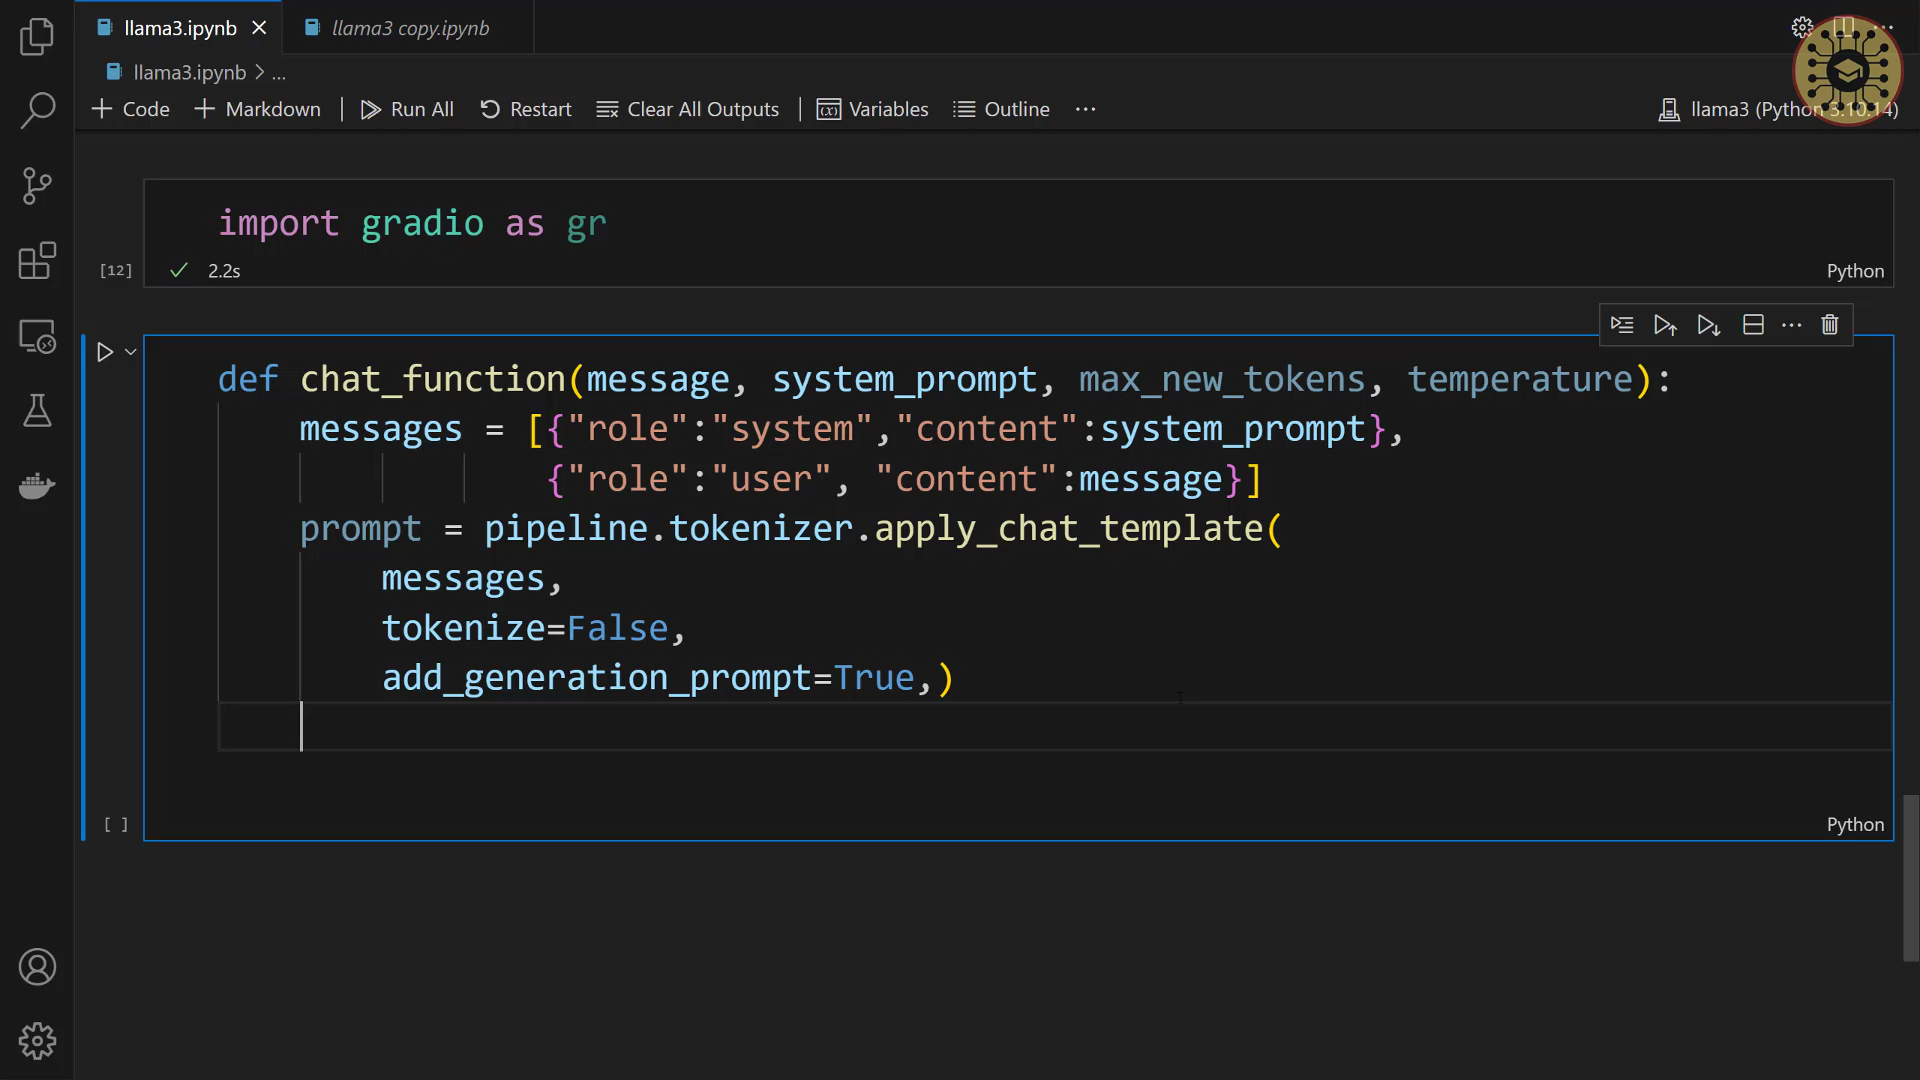 llama3.ipynb
llama3 copy.ipynb
llama3.ipynb > ...
+ Code + Markdown Run All Restart Clear All Outputs Variables Outline ... llama3 (Python 3.10.14)
import gradio as gr
[12] 2.2s Python
def chat_function(message, system_prompt, max_new_tokens, temperature):
messages = [{"role":"system","content":system_prompt},
{"role":"user", "content":message}]
prompt = pipeline.tokenizer.apply_chat_template(
messages,
tokenize=False,
add_generation_prompt=True,)
[ ] Python